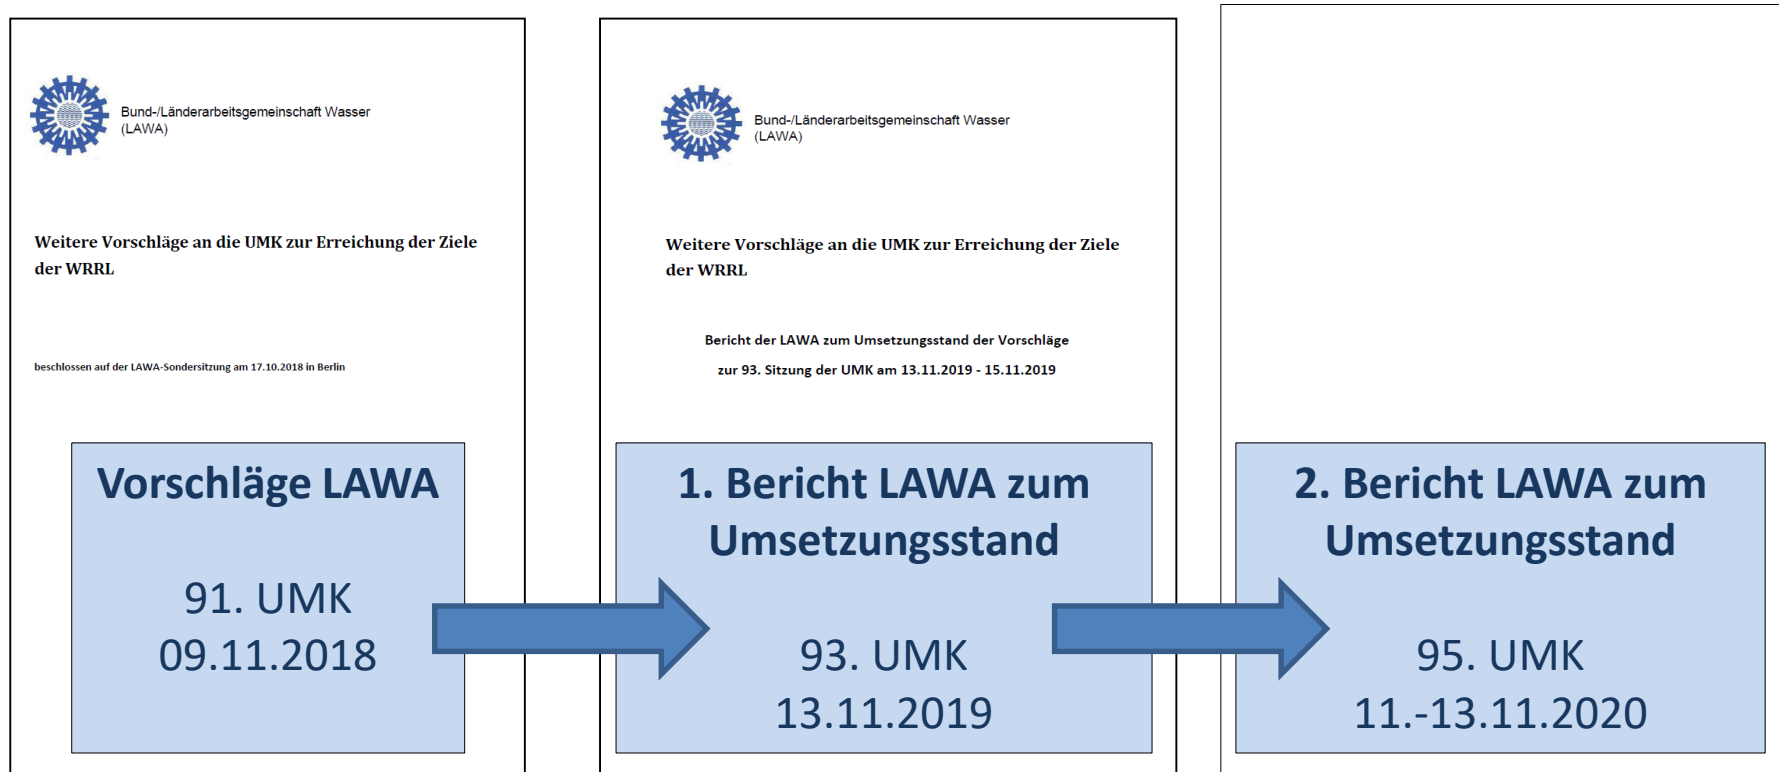 Bund-/Länderarbeitsgemeinschaft Wasser
(LAWA)
Weitere Vorschläge an die UMK zur Erreichung der Ziele
der WRRL
beschlossen auf der LAWA-Sondersitzung am 17.10.2018 in Berlin
Vorschläge LAWA
91. UMK
09.11.2018
Bund-/Länderarbeitsgemeinschaft Wasser
(LAWA)
Weitere Vorschläge an die UMK zur Erreichung der Ziele
der WRRL
Bericht der LAWA zum Umsetzungsstand der Vorschläge
zur 93. Sitzung der UMK am 13.11.2019 - 15.11.2019
1. Bericht LAWA zum
Umsetzungsstand
93. UMK
13.11.2019
2. Bericht LAWA zum
Umsetzungsstand
95. UMK
11.-13.11.2020